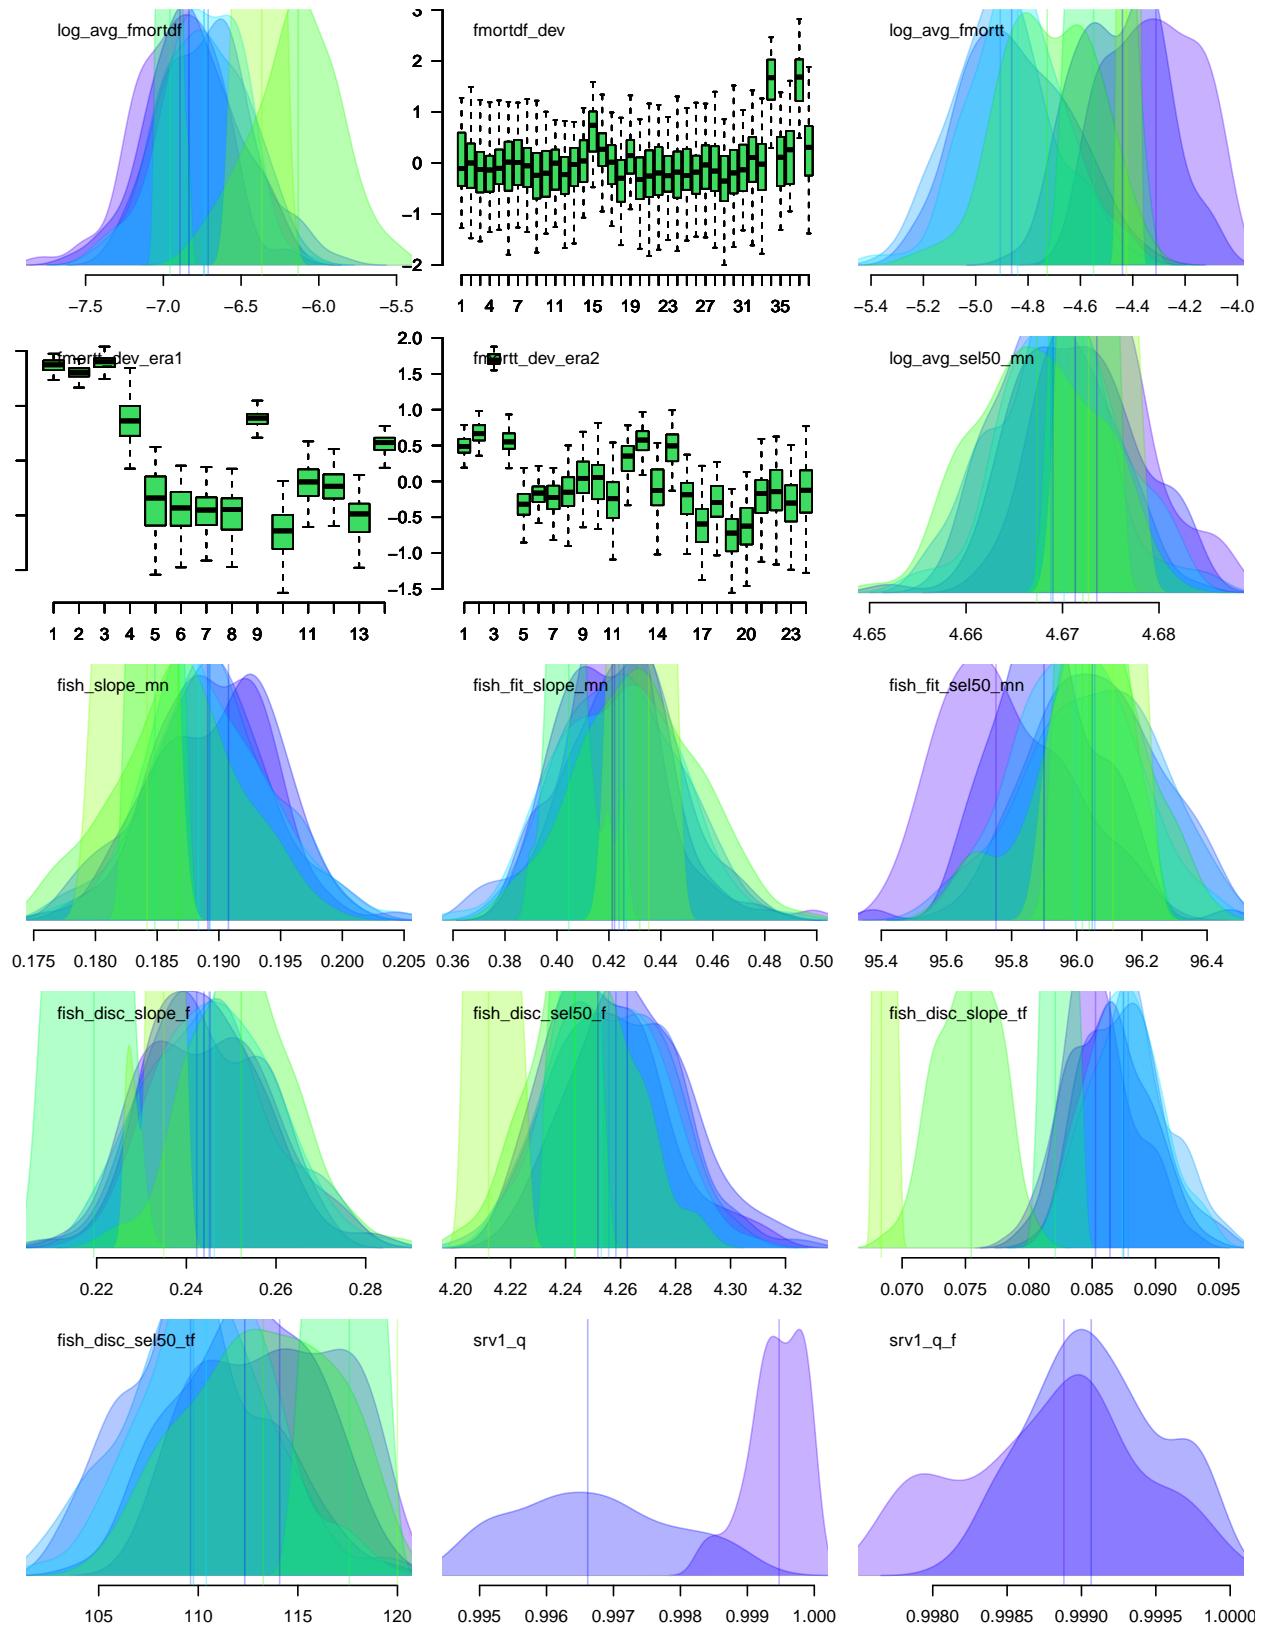 log_avg_fmortdf
−7.5 −7.0 −6.5 −6.0 −5.5
fmortdf_dev
3
2
1
0
−1
−2
1 4 7 11 15 19 23 27 31 35
log_avg_fmortt
−5.4 −5.2 −5.0 −4.8 −4.6 −4.4 −4.2 −4.0
fmortt_dev_era1
1 2 3 4 5 6 7 8 9 11 13
fmortt_dev_era2
2.0
1.5
1.0
0.5
0.0
−0.5
−1.0
−1.5
1 3 5 7 9 11 14 17 20 23
log_avg_sel50_mn
4.65 4.66 4.67 4.68
fish_slope_mn
0.175 0.180 0.185 0.190 0.195 0.200 0.205
fish_fit_slope_mn
0.36 0.38 0.40 0.42 0.44 0.46 0.48 0.50
fish_fit_sel50_mn
95.4 95.6 95.8 96.0 96.2 96.4
fish_disc_slope_f
0.22 0.24 0.26 0.28
fish_disc_sel50_f
4.20 4.22 4.24 4.26 4.28 4.30 4.32
fish_disc_slope_tf
0.070 0.075 0.080 0.085 0.090 0.095
fish_disc_sel50_tf
105 110 115 120
srv1_q
0.995 0.996 0.997 0.998 0.999 1.000
srv1_q_f
0.9980 0.9985 0.9990 0.9995 1.0000